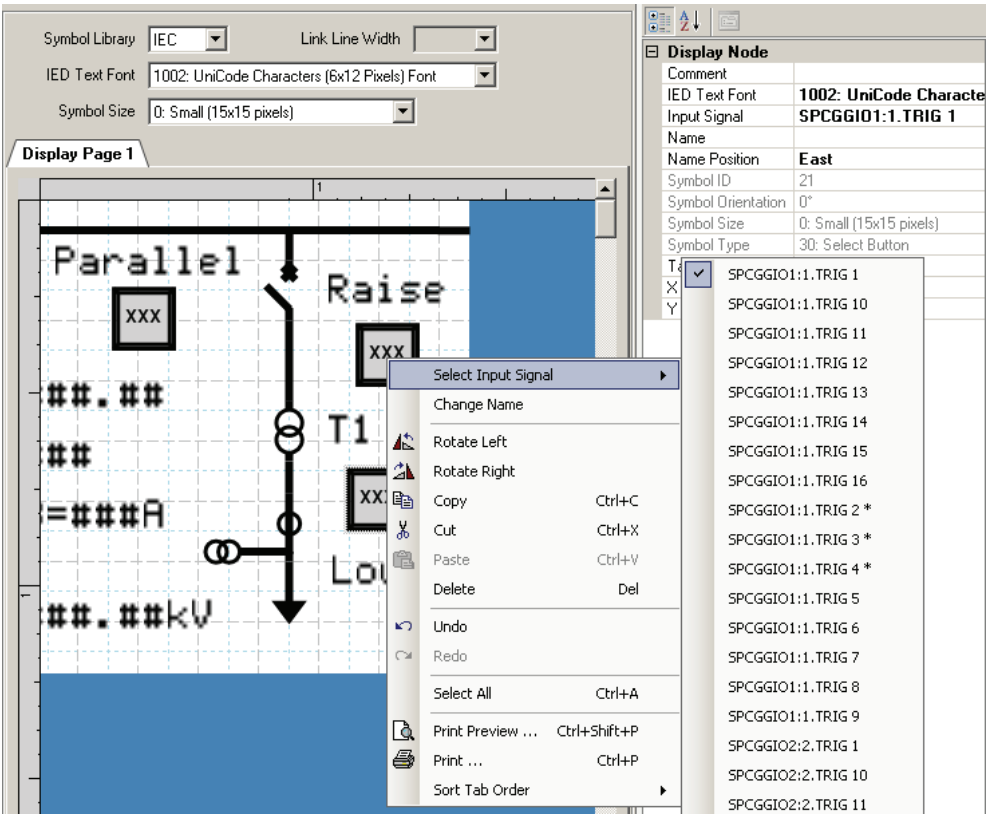 Symbol Library IEC Link Line Width
IED Text Font 1002: UniCode Characters (6x12 Pixels) Font
Symbol Size 0: Small (15x15 pixels)
Display Page 1
1
Parallel
XXX
Raise
XXX
##.##
T1
##
XX
=###A
Lo
1
##.##kV
Display Node
Comment
IED Text Font 1002: UniCode Characte
Input Signal SPCGGIO1:1.TRIG 1
Name
Name Position East
Symbol ID 21
Symbol Orientation 0°
Symbol Size 0: Small (15x15 pixels)
Symbol Type 30: Select Button
Ta
X
Y
Select Input Signal
Change Name
Rotate Left
Rotate Right
Copy Ctrl+C
Cut Ctrl+X
Paste Ctrl+V
Delete Del
Undo
Redo
Select All Ctrl+A
Print Preview ... Ctrl+Shift+P
Print ... Ctrl+P
Sort Tab Order
SPCGGIO1:1.TRIG 1
SPCGGIO1:1.TRIG 10
SPCGGIO1:1.TRIG 11
SPCGGIO1:1.TRIG 12
SPCGGIO1:1.TRIG 13
SPCGGIO1:1.TRIG 14
SPCGGIO1:1.TRIG 15
SPCGGIO1:1.TRIG 16
SPCGGIO1:1.TRIG 2 *
SPCGGIO1:1.TRIG 3 *
SPCGGIO1:1.TRIG 4 *
SPCGGIO1:1.TRIG 5
SPCGGIO1:1.TRIG 6
SPCGGIO1:1.TRIG 7
SPCGGIO1:1.TRIG 8
SPCGGIO1:1.TRIG 9
SPCGGIO2:2.TRIG 1
SPCGGIO2:2.TRIG 10
SPCGGIO2:2.TRIG 11